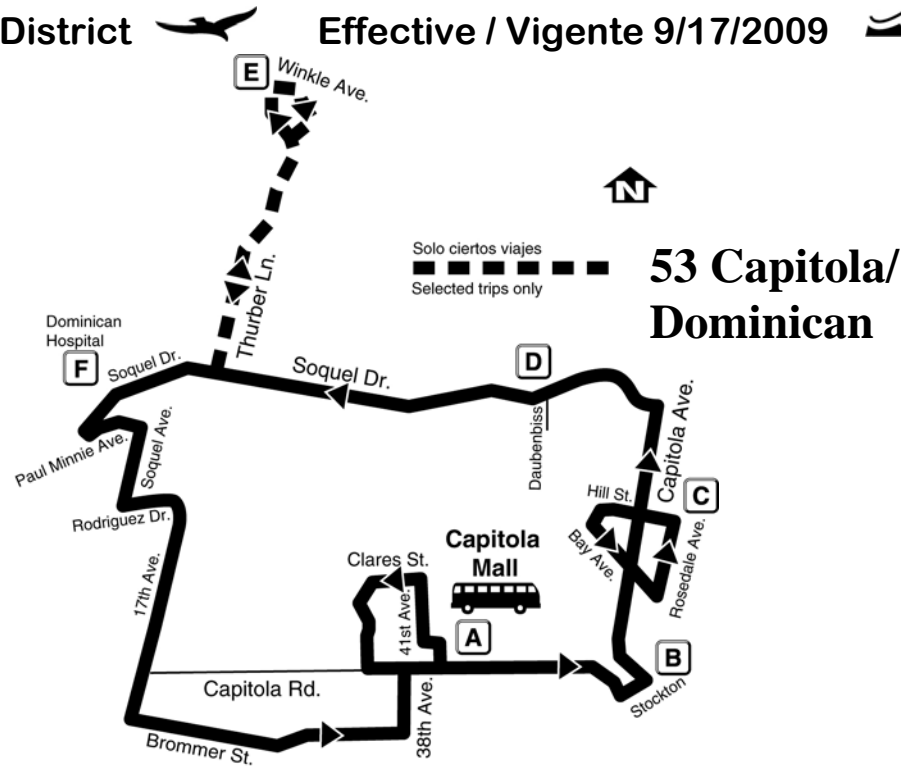 District Effective / Vigente 9/17/2009
E Winkle Ave.
N
Solo ciertos viajes
Selected trips only
53 Capitola/
Dominican
Thurber Ln.
Dominican
Hospital
F
Soquel Dr.
Soquel Dr.
D
Daubenbiss
Capitola Ave.
Paul Minnie Ave.
Soquel Ave.
Rodriguez Dr.
Hill St.
C
Bay Ave.
Rosedale Ave.
17th Ave.
Clares St.
41st Ave.
Capitola
Mall
A
B
Stockton
Capitola Rd.
38th Ave.
Brommer St.